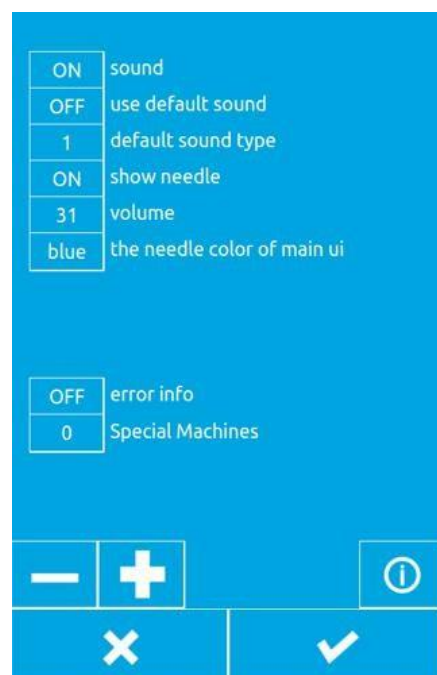 ON sound
OFF use default sound
1 default sound type
ON show needle
31 volume
blue the needle color of main ui
OFF error info
0 Special Machines